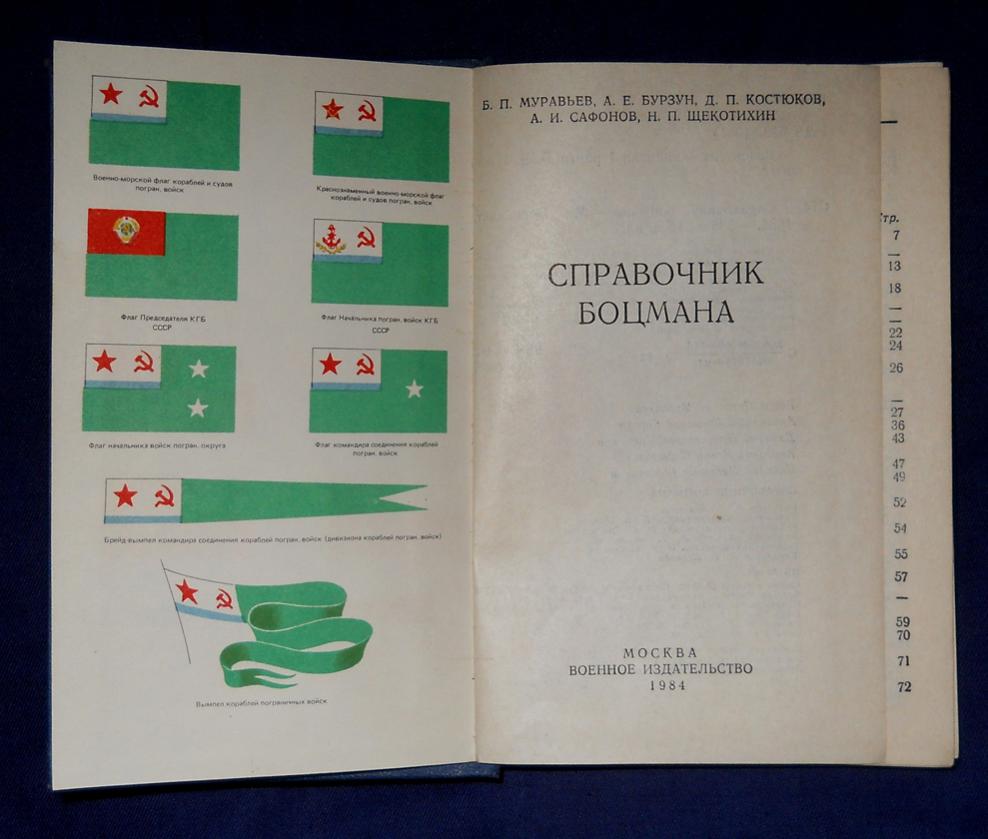 Военно-морской флаг кораблей и судов
погран. войск
Краснознаменный военно-морской флаг
кораблей и судов погран. войск
Флаг Председателя КГБ
СССР
Флаг Начальника погран. войск КГБ
СССР
Флаг начальника войск погран. округа
Флаг командира соединения кораблей
погран. войск
Брейд-вымпел командира соединения кораблей погран. войск (дивизиона кораблей погран. войск)
Вымпел кораблей пограничных войск
Б. П. МУРАВЬЕВ, А. Е. БУРЗУН, Д. П. КОСТЮКОВ,
А. И. САФОНОВ, Н. П. ЩЕКОТИХИН
СПРАВОЧНИК
БОЦМАНА
МОСКВА
ВОЕННОЕ ИЗДАТЕЛЬСТВО
1984
Стр.
7
—
13
18
—
—
22
24
26
—
27
36
43
47
49
52
54
55
57
—
59
70
71
72